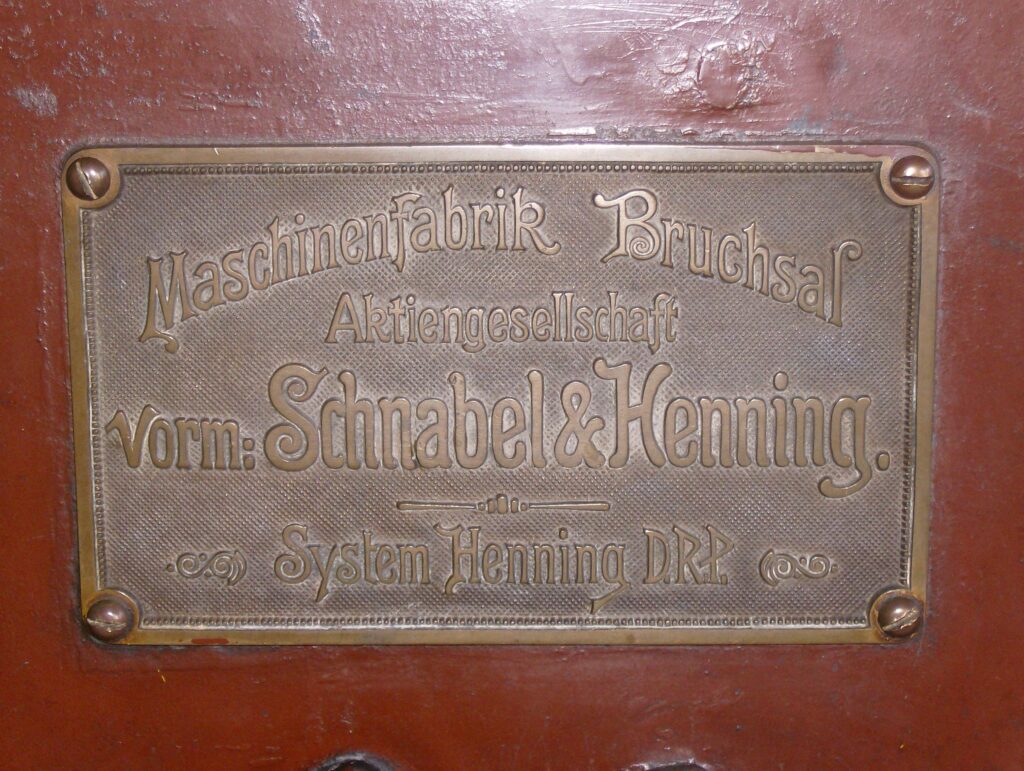 Maschinenfabrik Bruchsal
Aktiengesellschaft
Vorm: Schnabel & Henning.
System Henning D.R.P.